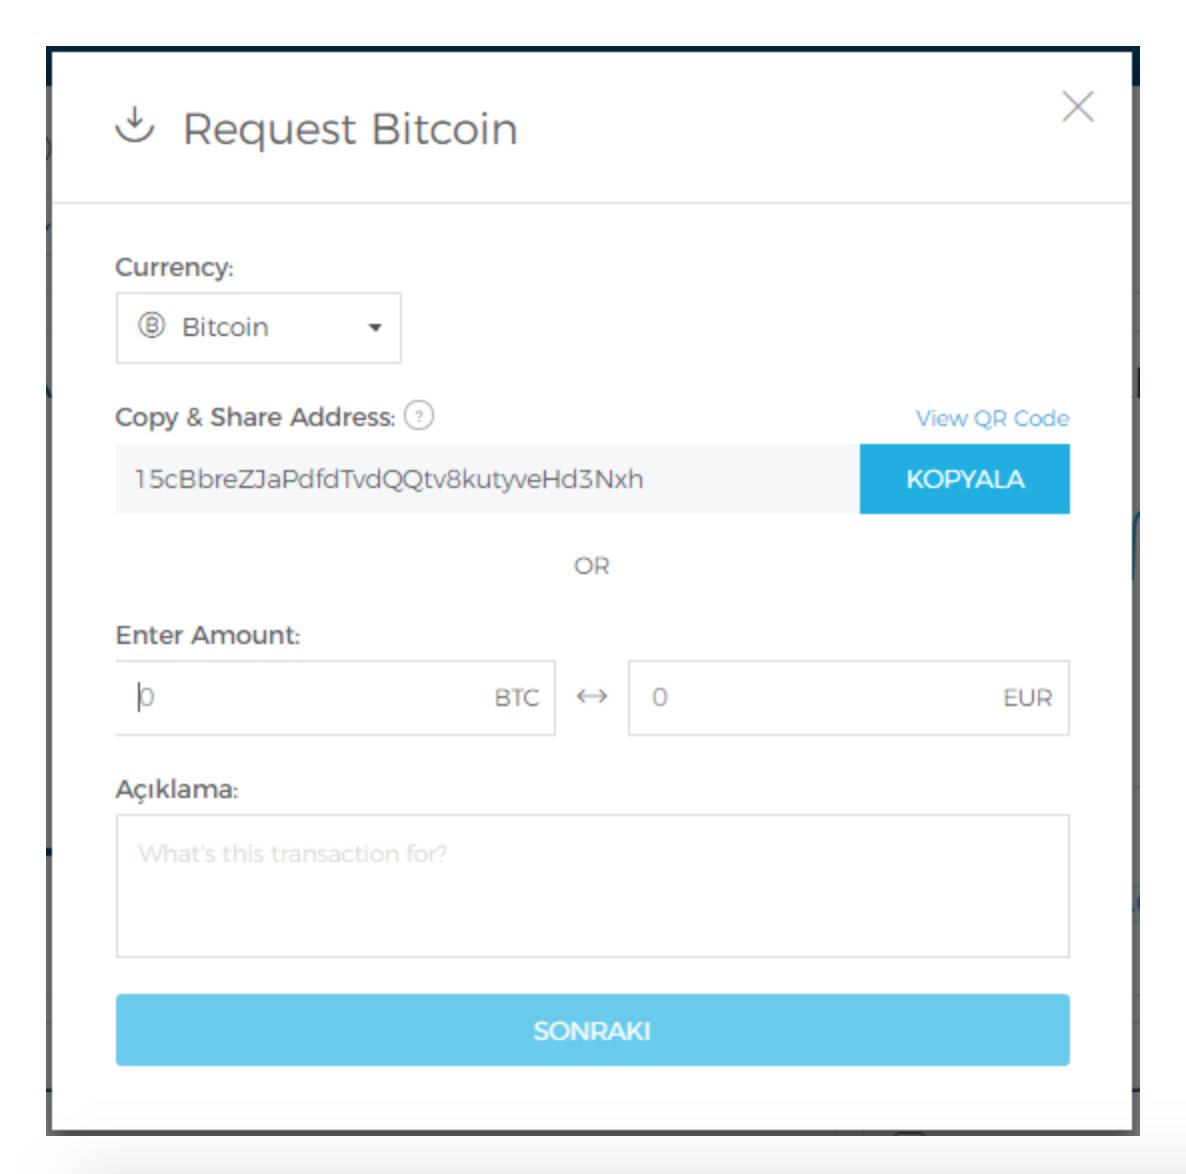 Request Bitcoin
Currency:
Bitcoin
Copy & Share Address: ?
View QR Code
15cBbreZJaPdfdTvdQQtv8kutyveHd3Nxh
KOPYALA
OR
Enter Amount:
0 BTC
0 EUR
Açıklama:
What's this transaction for?
SONRAKI